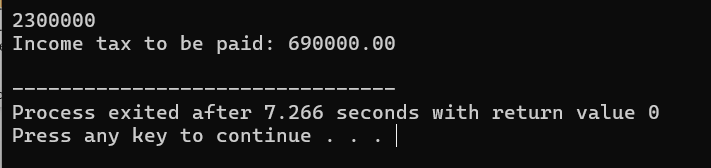 2300000
Income tax to be paid: 690000.00
--------------------------------
Process exited after 7.266 seconds with return value 0
Press any key to continue . . .